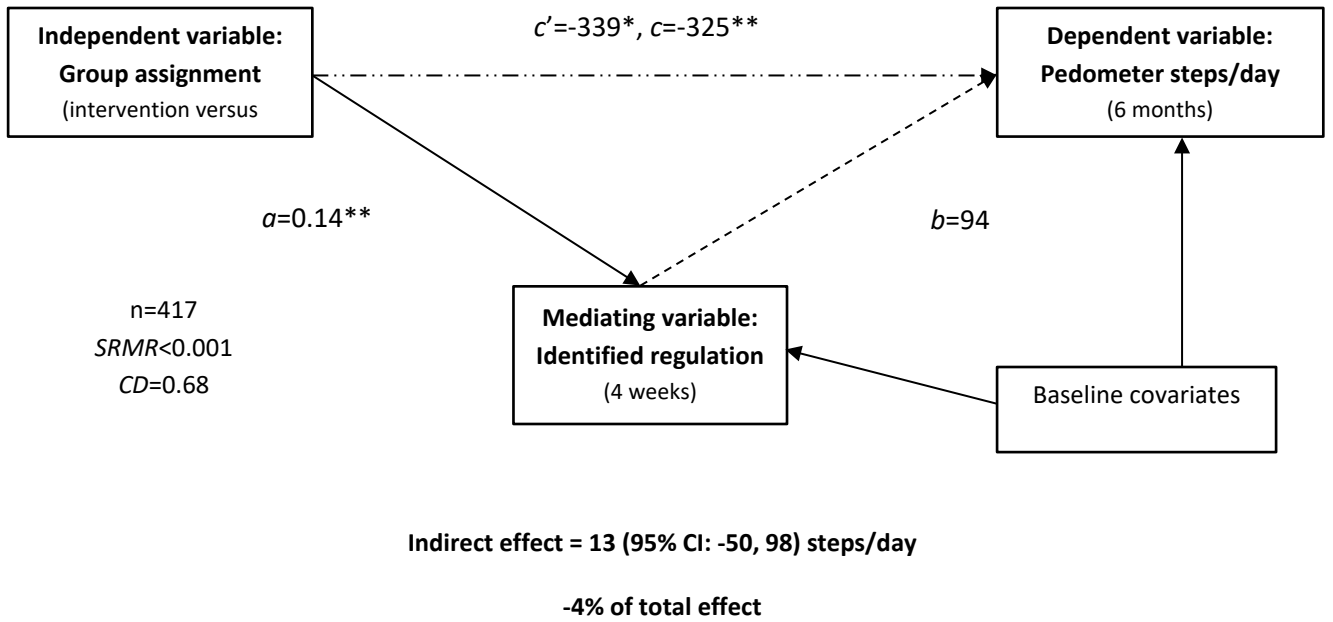 Independent variable:
Group assignment
(intervention versus
c’=-339*, c=-325**
Dependent variable:
Pedometer steps/day
(6 months)
a=0.14**
b=94
n=417
SRMR<0.001
CD=0.68
Mediating variable:
Identified regulation
(4 weeks)
Baseline covariates
Indirect effect = 13 (95% CI: -50, 98) steps/day
-4% of total effect